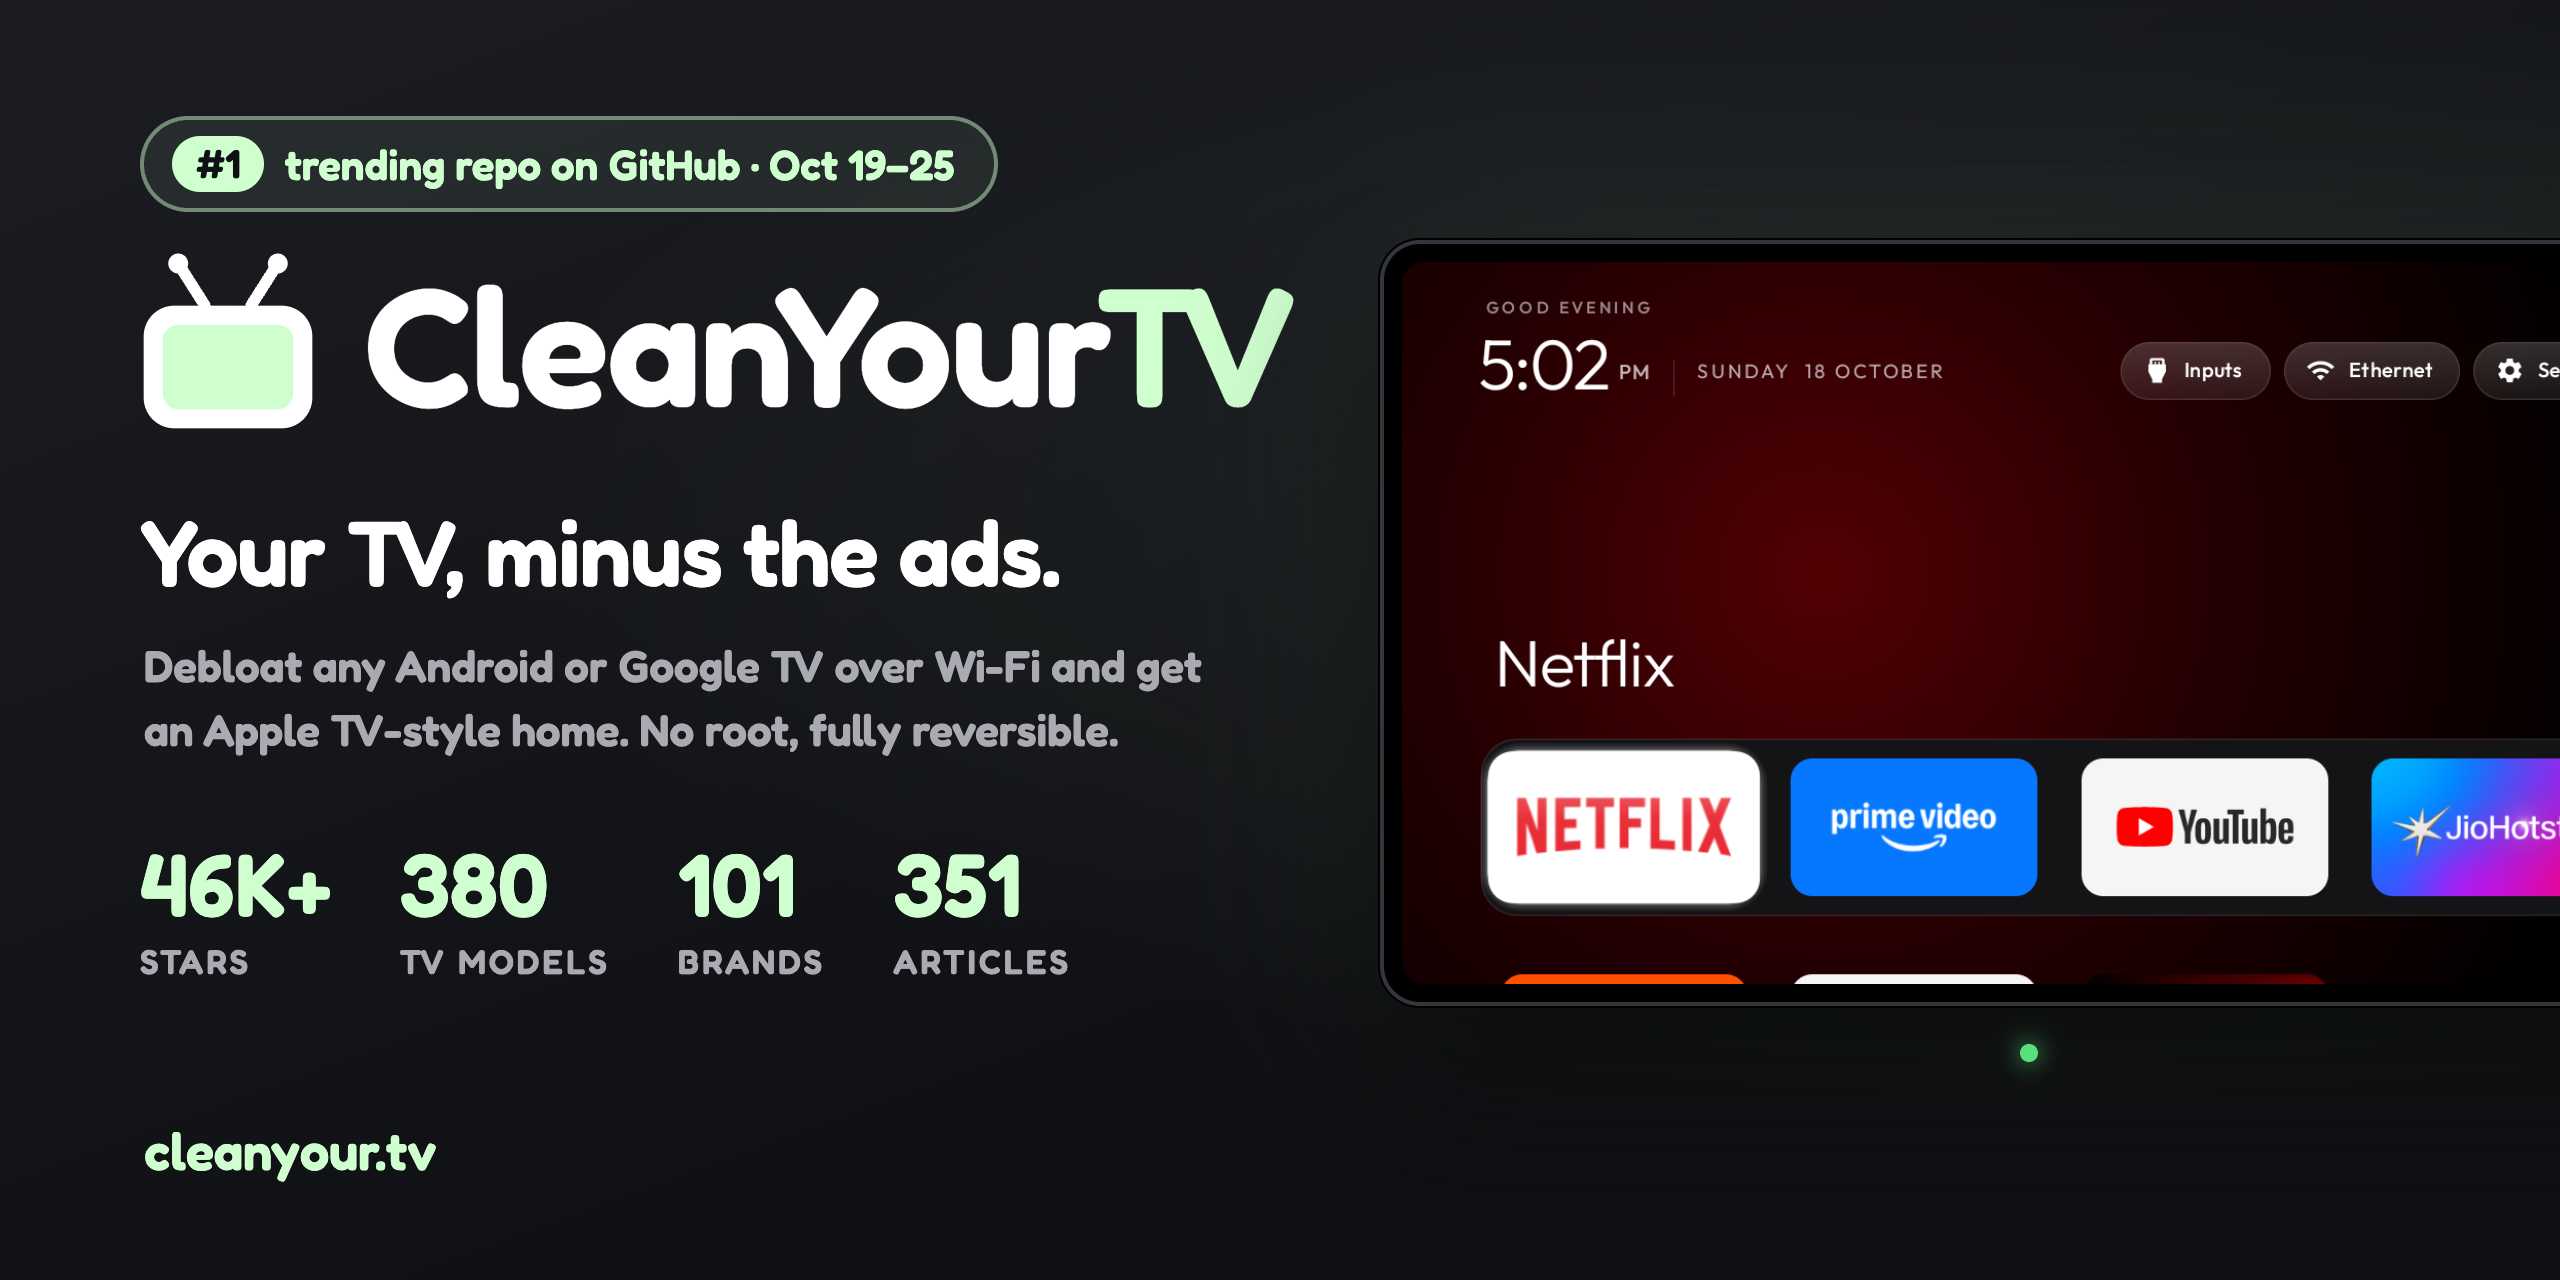 #1 trending repo on GitHub · Oct 19–25
CleanYourTV
Your TV, minus the ads.
Debloat any Android or Google TV over Wi-Fi and get
an Apple TV-style home. No root, fully reversible.
46K+ 380 101 351
STARS TV MODELS BRANDS ARTICLES
cleanyour.tv
GOOD EVENING
5:02 PM SUNDAY 18 OCTOBER
Inputs Ethernet
Netflix
NETFLIX prime video YouTube